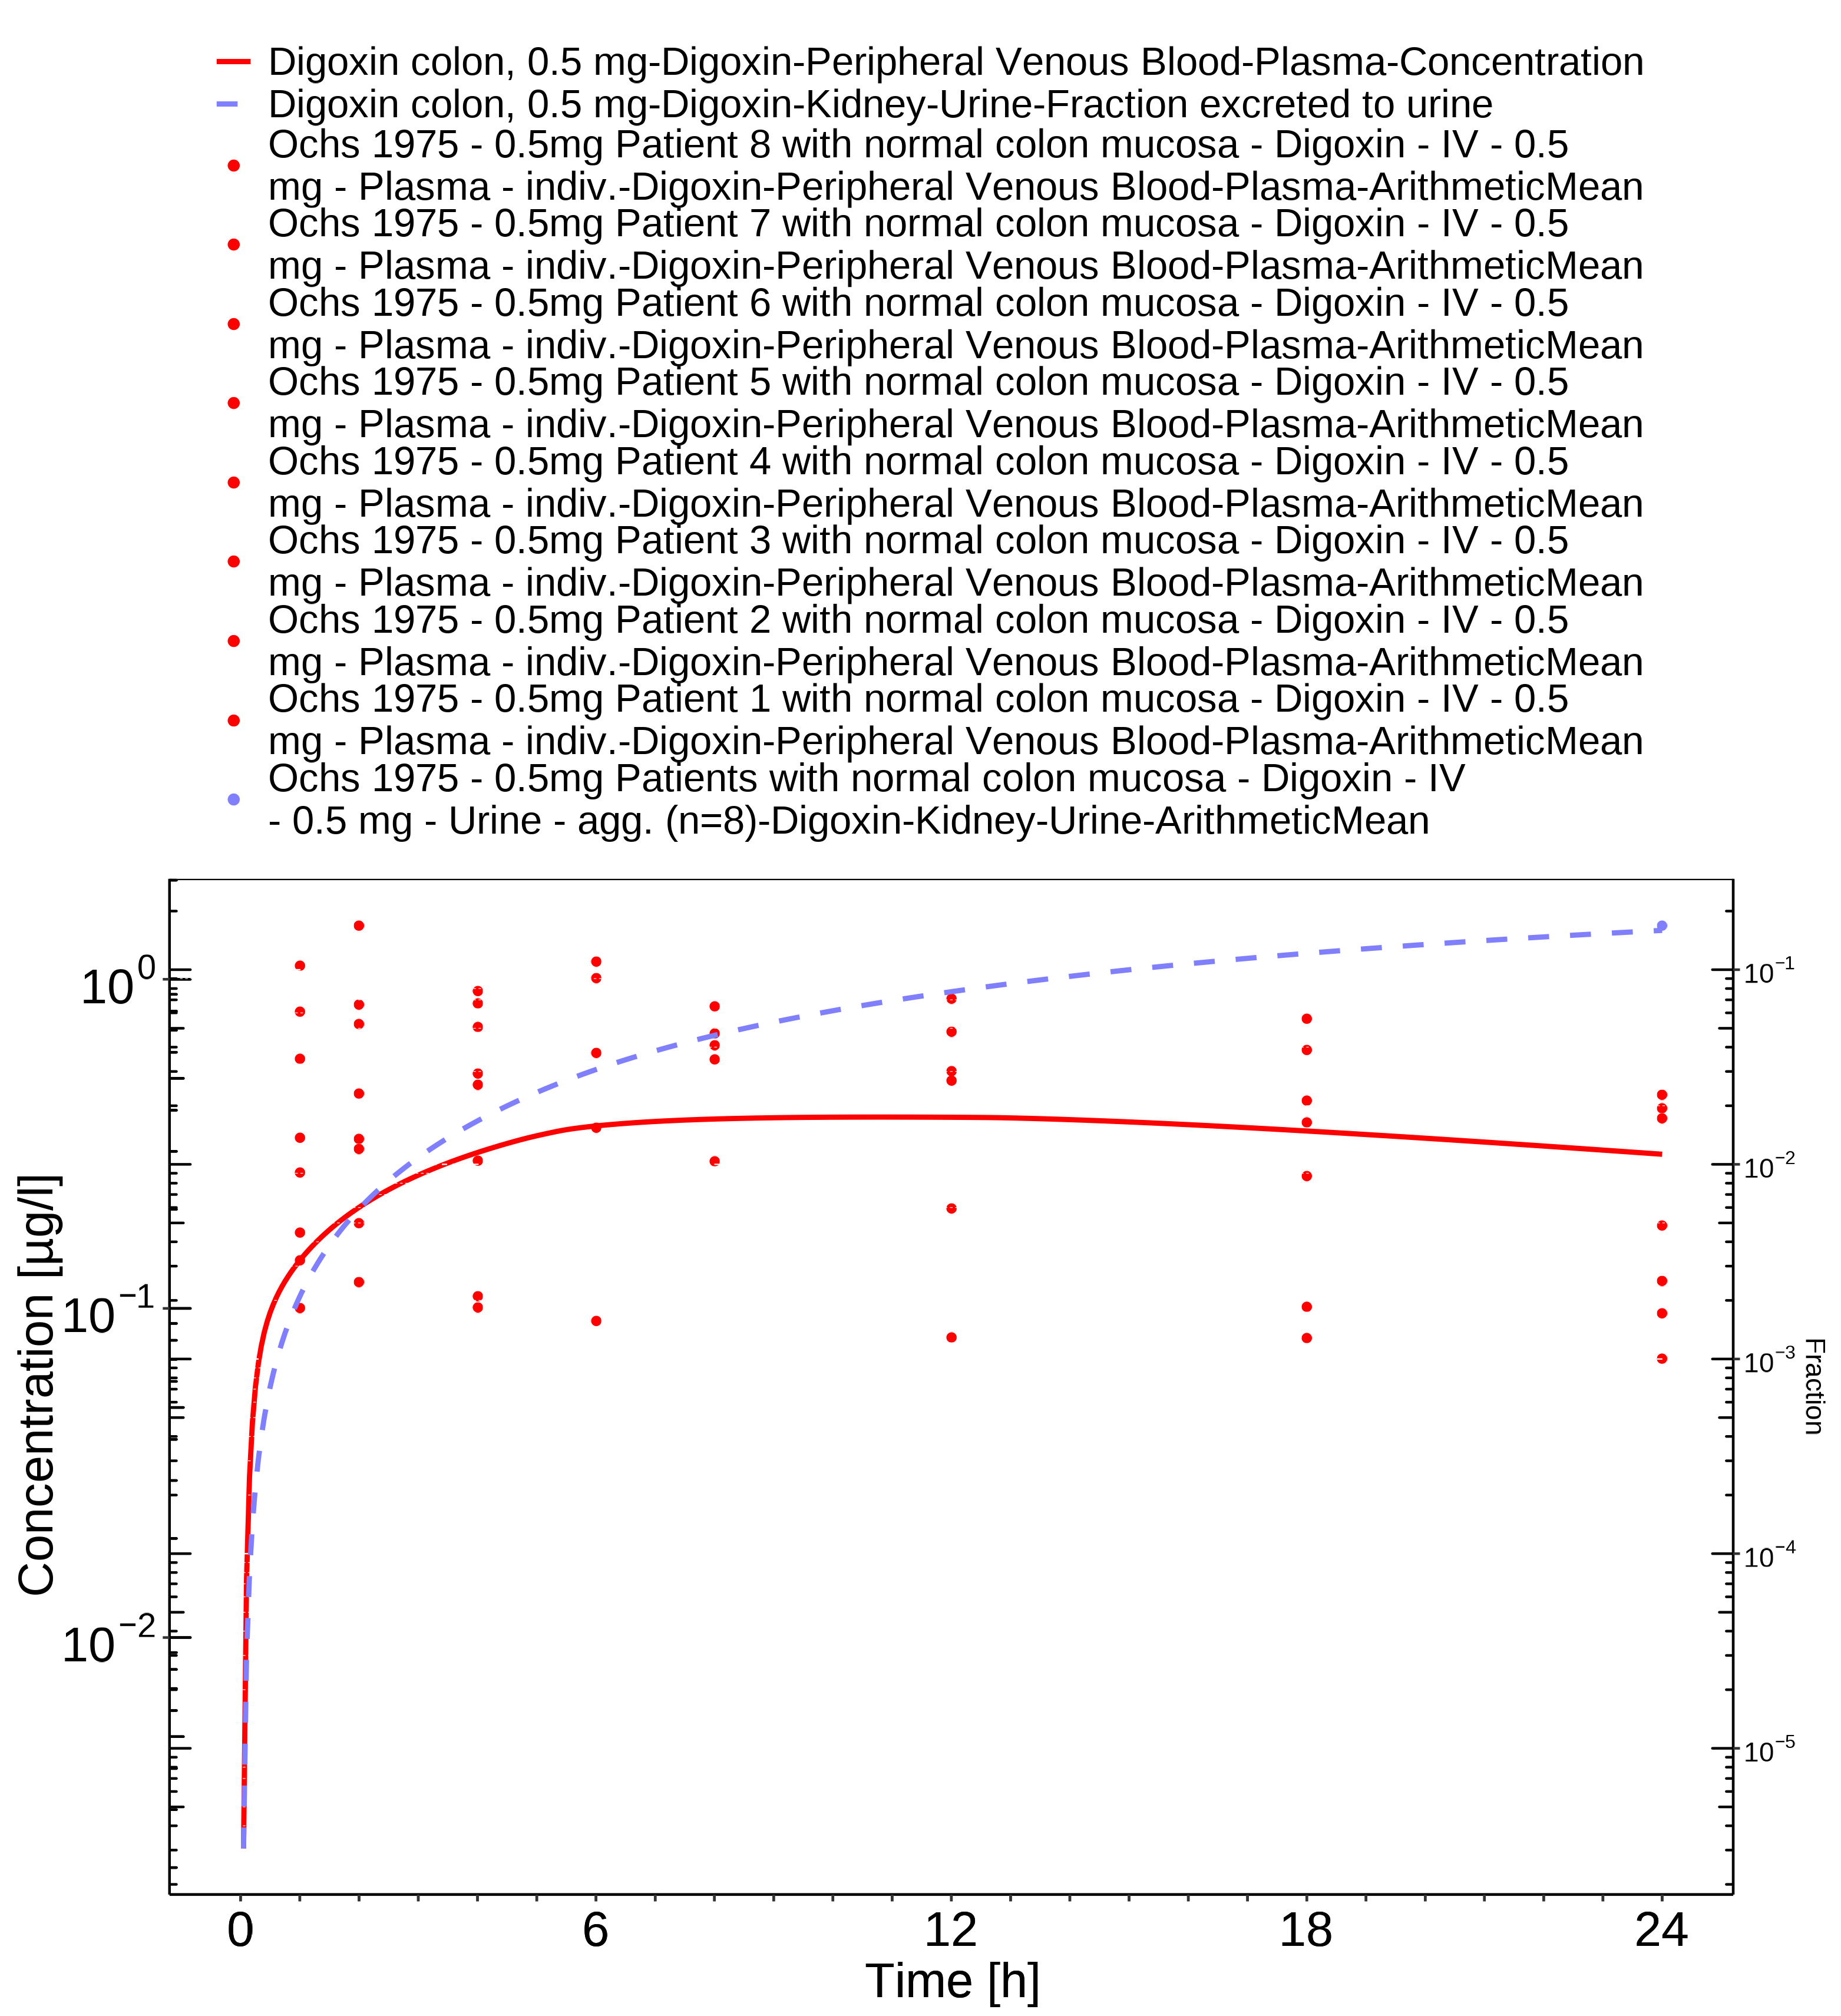 Digoxin colon, 0.5 mg-Digoxin-Peripheral Venous Blood-Plasma-Concentration
Digoxin colon, 0.5 mg-Digoxin-Kidney-Urine-Fraction excreted to urine
Ochs 1975 - 0.5mg Patient 8 with normal colon mucosa - Digoxin - IV - 0.5
mg - Plasma - indiv.-Digoxin-Peripheral Venous Blood-Plasma-ArithmeticMean
Ochs 1975 - 0.5mg Patient 7 with normal colon mucosa - Digoxin - IV - 0.5
mg - Plasma - indiv.-Digoxin-Peripheral Venous Blood-Plasma-ArithmeticMean
Ochs 1975 - 0.5mg Patient 6 with normal colon mucosa - Digoxin - IV - 0.5
mg - Plasma - indiv.-Digoxin-Peripheral Venous Blood-Plasma-ArithmeticMean
Ochs 1975 - 0.5mg Patient 5 with normal colon mucosa - Digoxin - IV - 0.5
mg - Plasma - indiv.-Digoxin-Peripheral Venous Blood-Plasma-ArithmeticMean
Ochs 1975 - 0.5mg Patient 4 with normal colon mucosa - Digoxin - IV - 0.5
mg - Plasma - indiv.-Digoxin-Peripheral Venous Blood-Plasma-ArithmeticMean
Ochs 1975 - 0.5mg Patient 3 with normal colon mucosa - Digoxin - IV - 0.5
mg - Plasma - indiv.-Digoxin-Peripheral Venous Blood-Plasma-ArithmeticMean
Ochs 1975 - 0.5mg Patient 2 with normal colon mucosa - Digoxin - IV - 0.5
mg - Plasma - indiv.-Digoxin-Peripheral Venous Blood-Plasma-ArithmeticMean
Ochs 1975 - 0.5mg Patient 1 with normal colon mucosa - Digoxin - IV - 0.5
mg - Plasma - indiv.-Digoxin-Peripheral Venous Blood-Plasma-ArithmeticMean
Ochs 1975 - 0.5mg Patients with normal colon mucosa - Digoxin - IV
- 0.5 mg - Urine - agg. (n=8)-Digoxin-Kidney-Urine-ArithmeticMean
Concentration [µg/l]
10⁰
10⁻¹
10⁻²
10⁻¹
10⁻²
10⁻³
10⁻⁴
10⁻⁵
Fraction
0 6 12 18 24
Time [h]